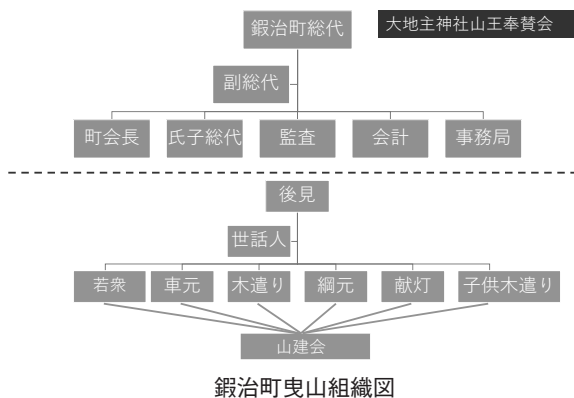 鍜治町総代
大地主神社山王奉賛会
副総代
町会長
氏子総代
監査
会計
事務局
後見
世話人
若衆
車元
木遣り
綱元
献灯
子供木遣り
山建会
鍜治町曳山組織図